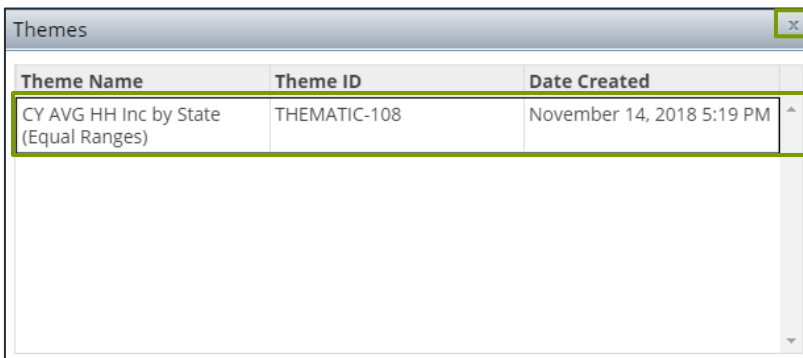 Themes x
Theme Name Theme ID Date Created
CY AVG HH Inc by State THEMATIC-108 November 14, 2018 5:19 PM
(Equal Ranges)